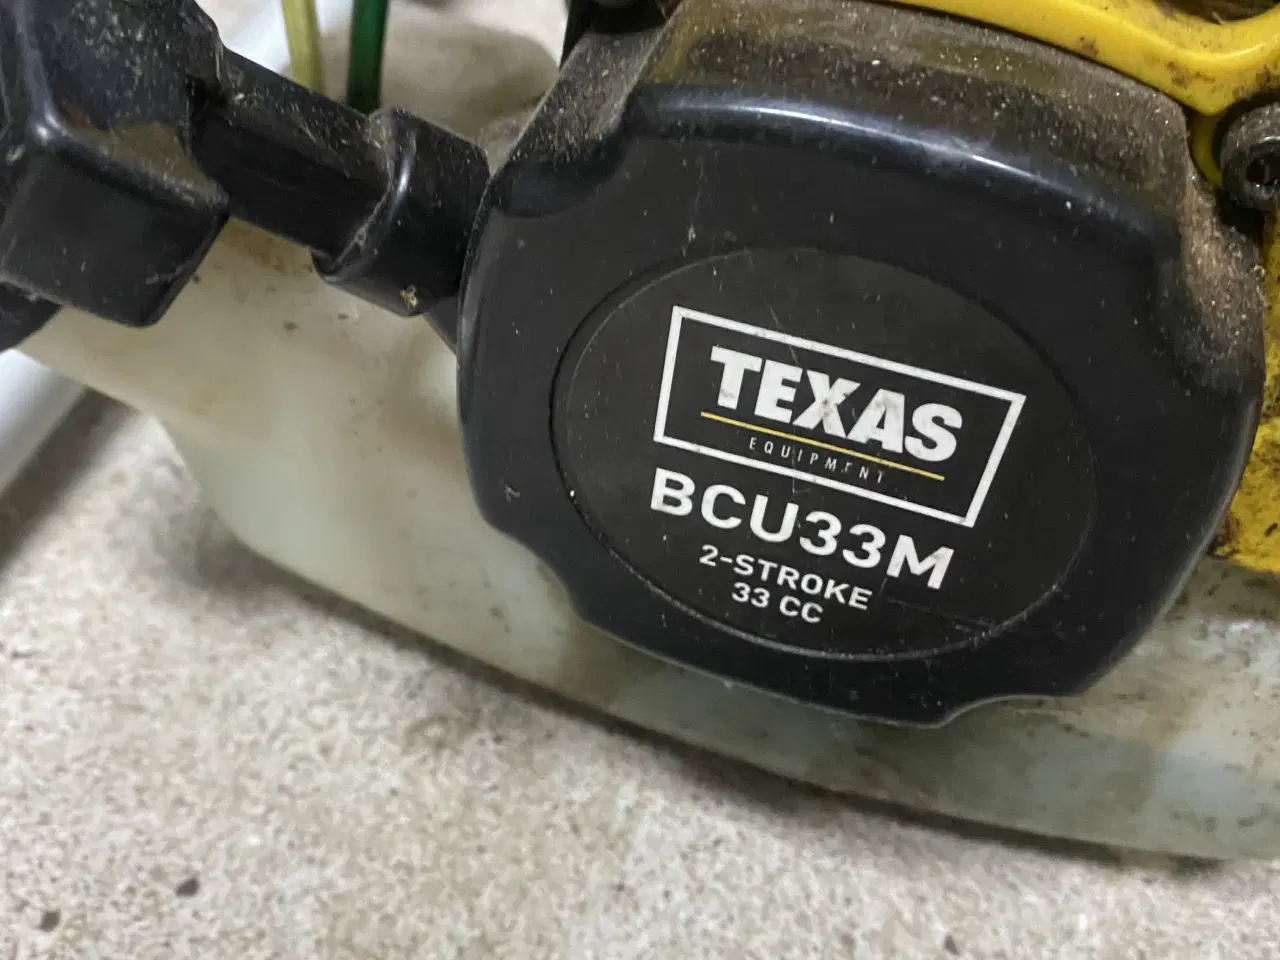 TEXAS
EQUIPMENT
BCU33M
2-STROKE
33 CC